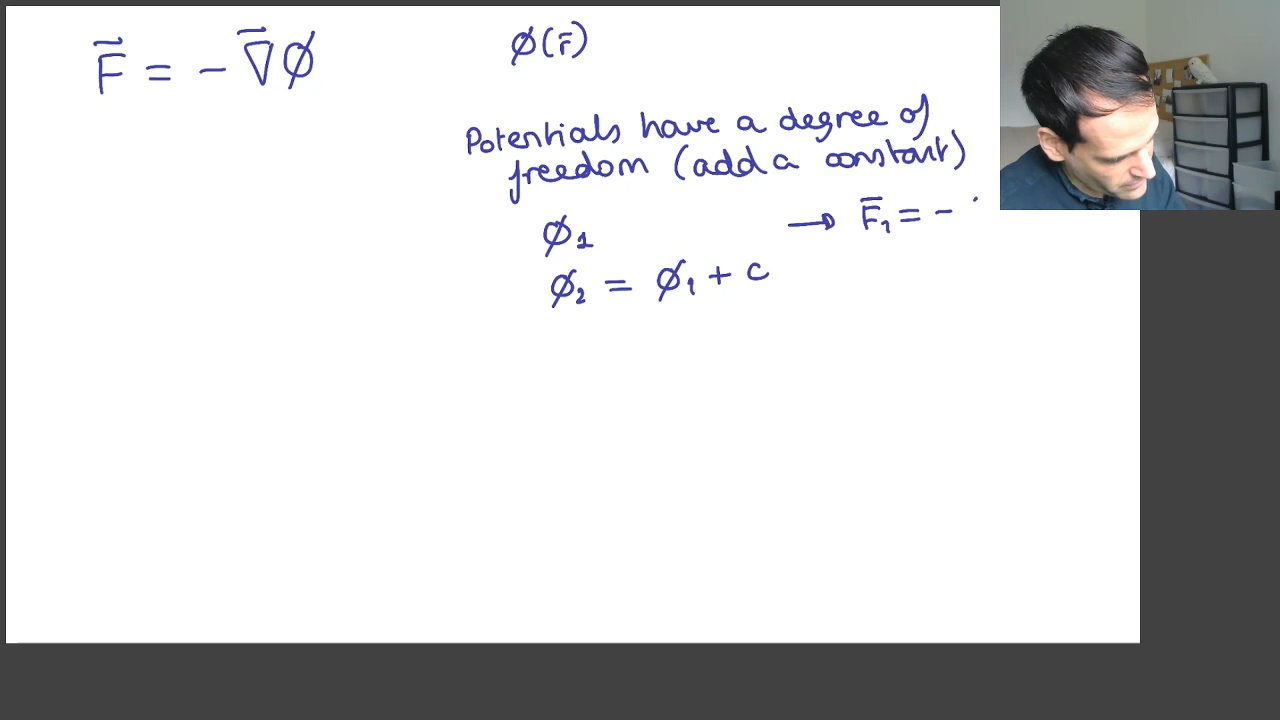 F⃗ = - ∇⃗ϕ
ϕ(r̄)
Potentials have a degree of
freedom (add a constant)
ϕ₁ → F̄₁ = -
ϕ₂ = ϕ₁ + c